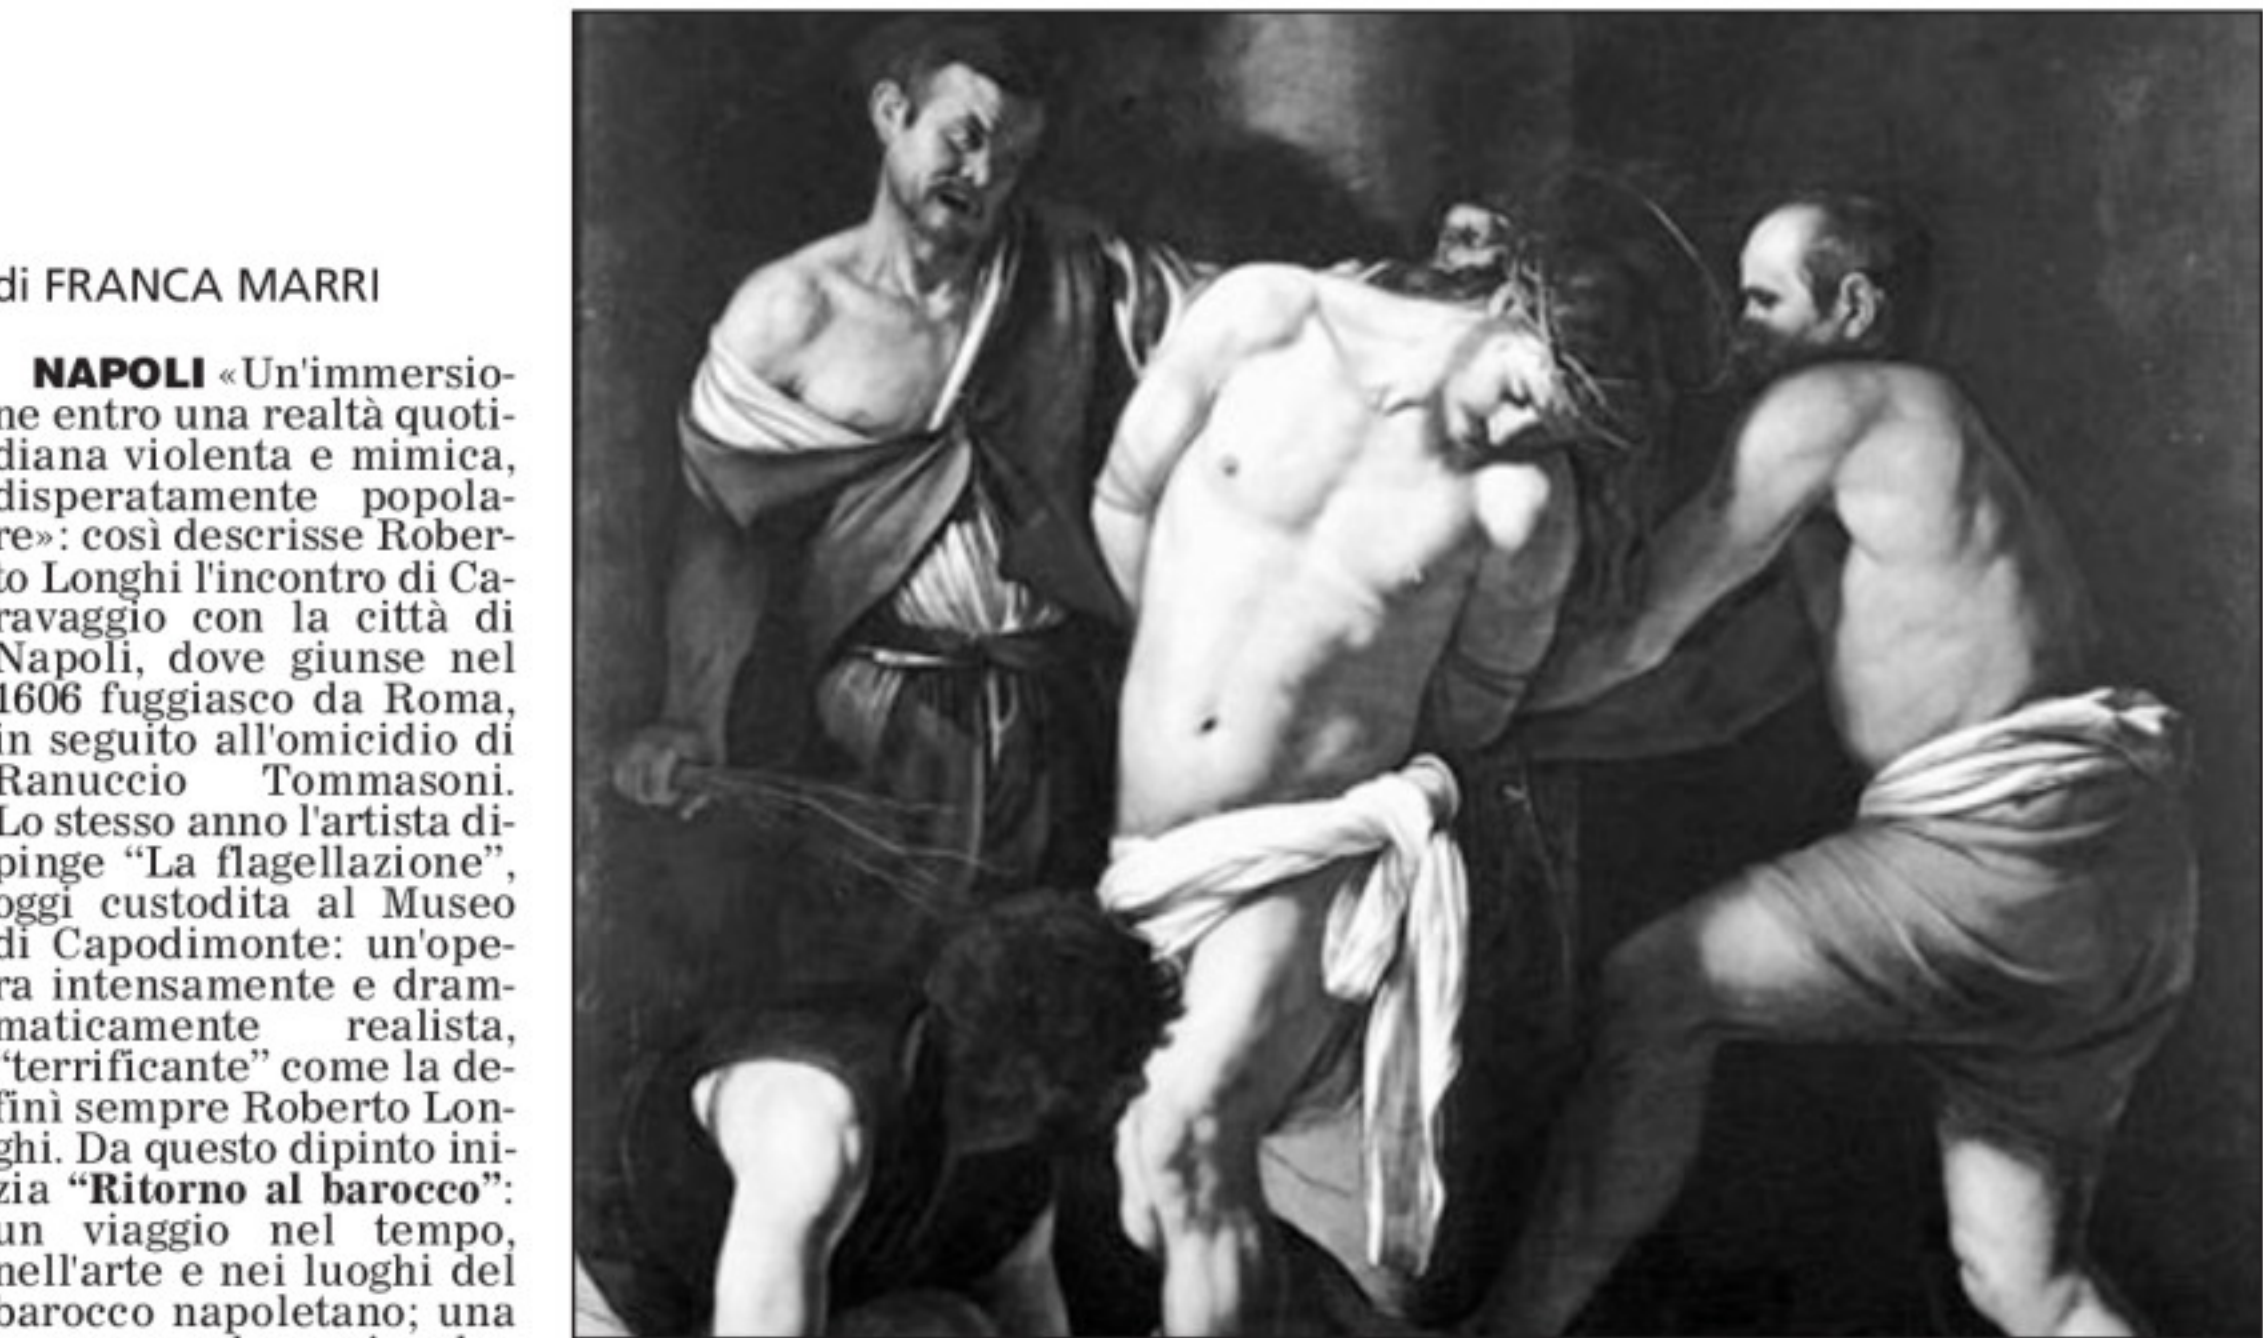 di FRANCA MARRI
NAPOLI «Un'immersio-
ne entro una realtà quoti-
diana violenta e mimica,
disperatamente popola-
re»: così descrisse Rober-
to Longhi l'incontro di Ca-
ravaggio con la città di
Napoli, dove giunse nel
1606 fuggiasco da Roma,
in seguito all'omicidio di
Ranuccio Tommasoni.
Lo stesso anno l'artista di-
pinge “La flagellazione”,
oggi custodita al Museo
di Capodimonte: un'ope-
ra intensamente e dram-
maticamente realista,
“terrificante” come la de-
finì sempre Roberto Lon-
ghi. Da questo dipinto ini-
zia “Ritorno al barocco”:
un viaggio nel tempo,
nell'arte e nei luoghi del
barocco napoletano; una